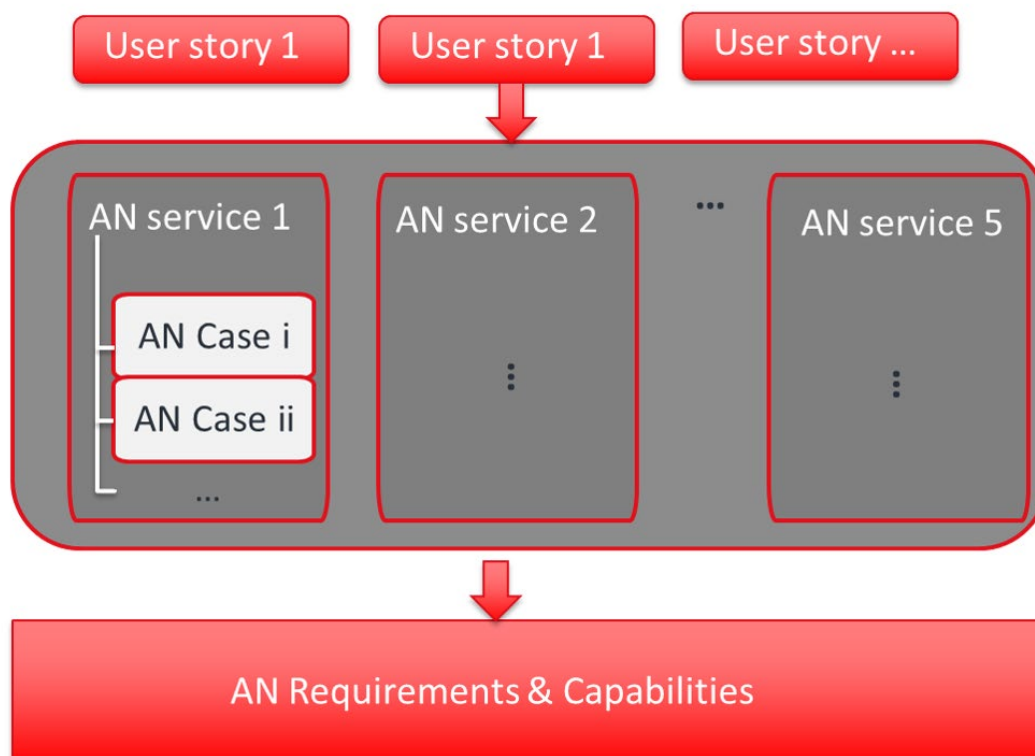 User story 1
User story 1
User story ...
AN service 1
AN service 2
...
AN service 5
AN Case i
AN Case ii
...
⋮
⋮
AN Requirements & Capabilities